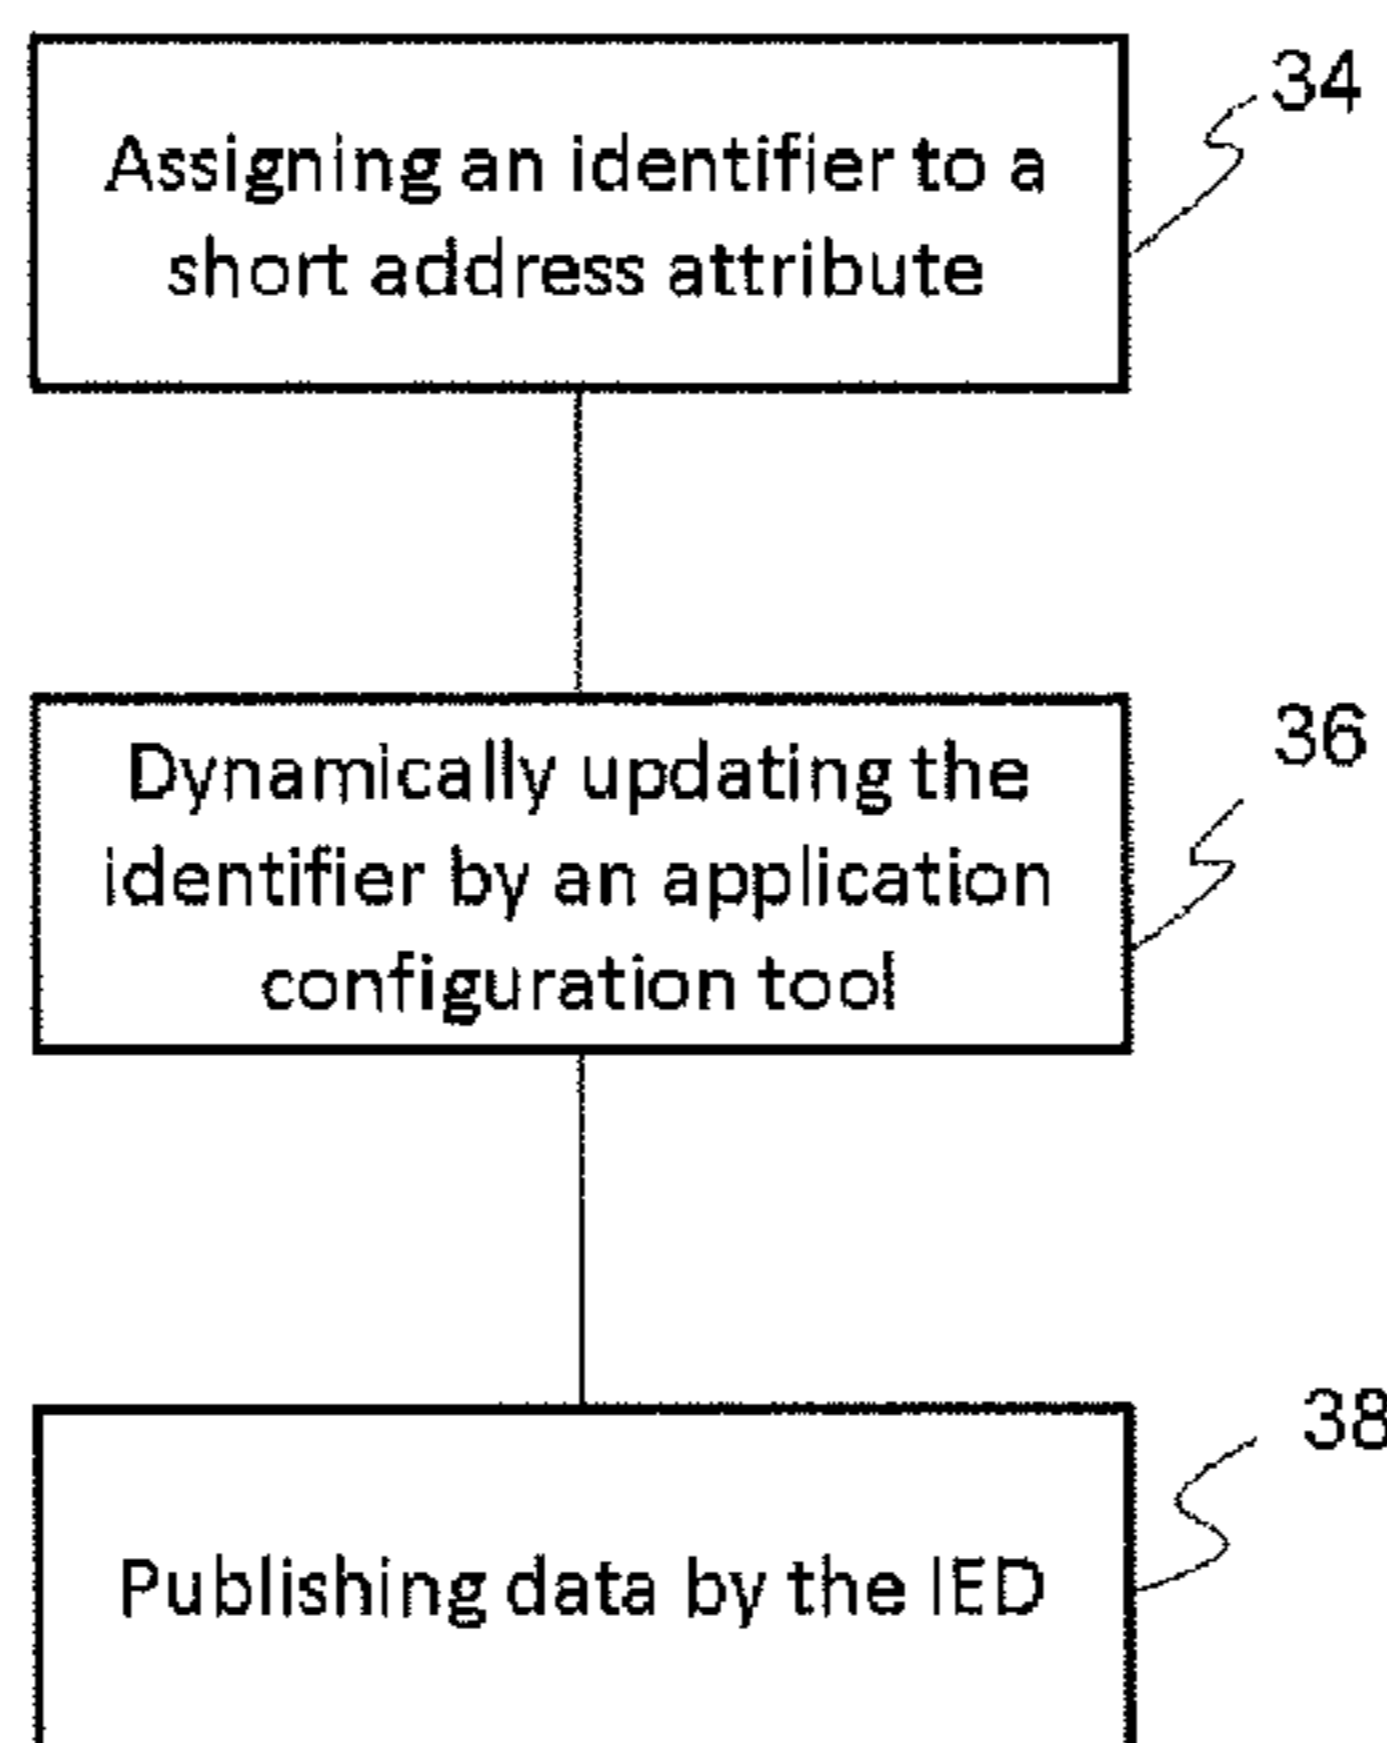 34
Assigning an identifier to a
short address attribute
36
Dynamically updating the
identifier by an application
configuration tool
38
Publishing data by the IED